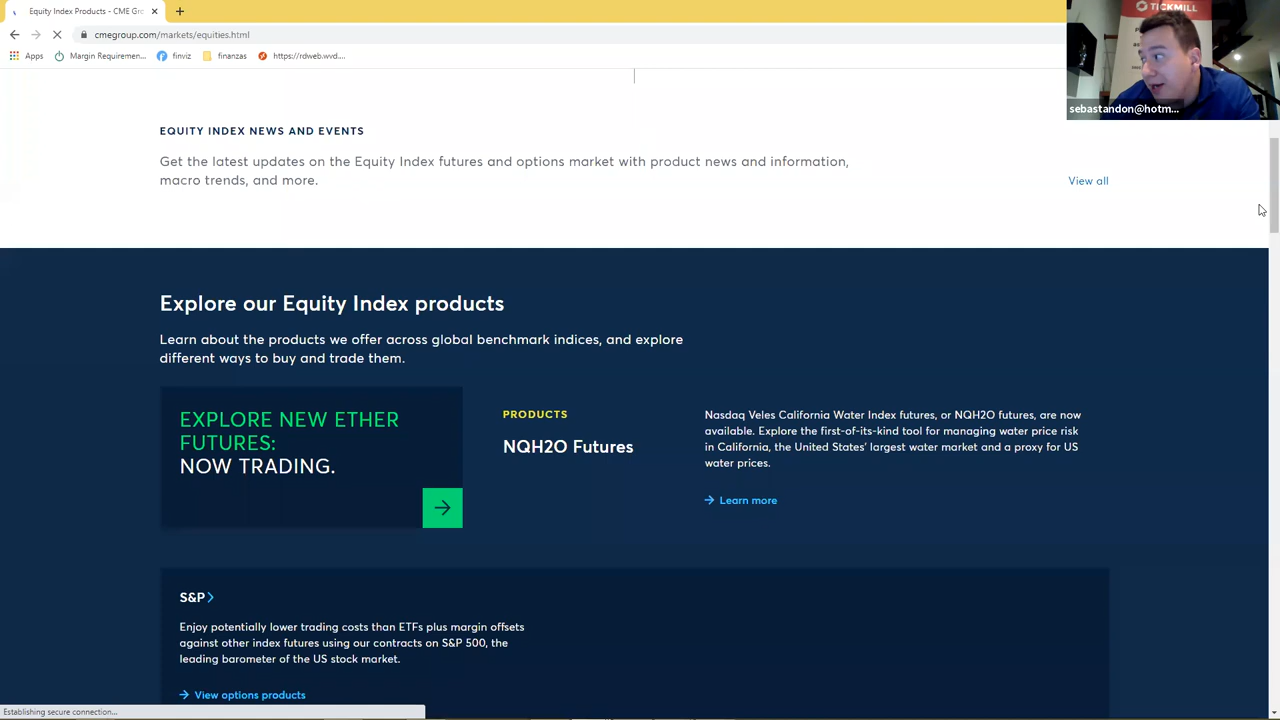 Equity Index Products - CME Gro
cmegroup.com/markets/equities.html
Apps
Margin Requiremen...
finviz
finanzas
https://rdweb.wvd....
TICKMILL
sebastandon@hotm...
EQUITY INDEX NEWS AND EVENTS
Get the latest updates on the Equity Index futures and options market with product news and information,
macro trends, and more.
View all
Explore our Equity Index products
Learn about the products we offer across global benchmark indices, and explore
different ways to buy and trade them.
EXPLORE NEW ETHER
FUTURES:
NOW TRADING.
PRODUCTS
NQH2O Futures
Nasdaq Veles California Water Index futures, or NQH2O futures, are now
available. Explore the first-of-its-kind tool for managing water price risk
in California, the United States' largest water market and a proxy for US
water prices.
Learn more
S&P
Enjoy potentially lower trading costs than ETFs plus margin offsets
against other index futures using our contracts on S&P 500, the
leading barometer of the US stock market.
View options products
Establishing secure connection...